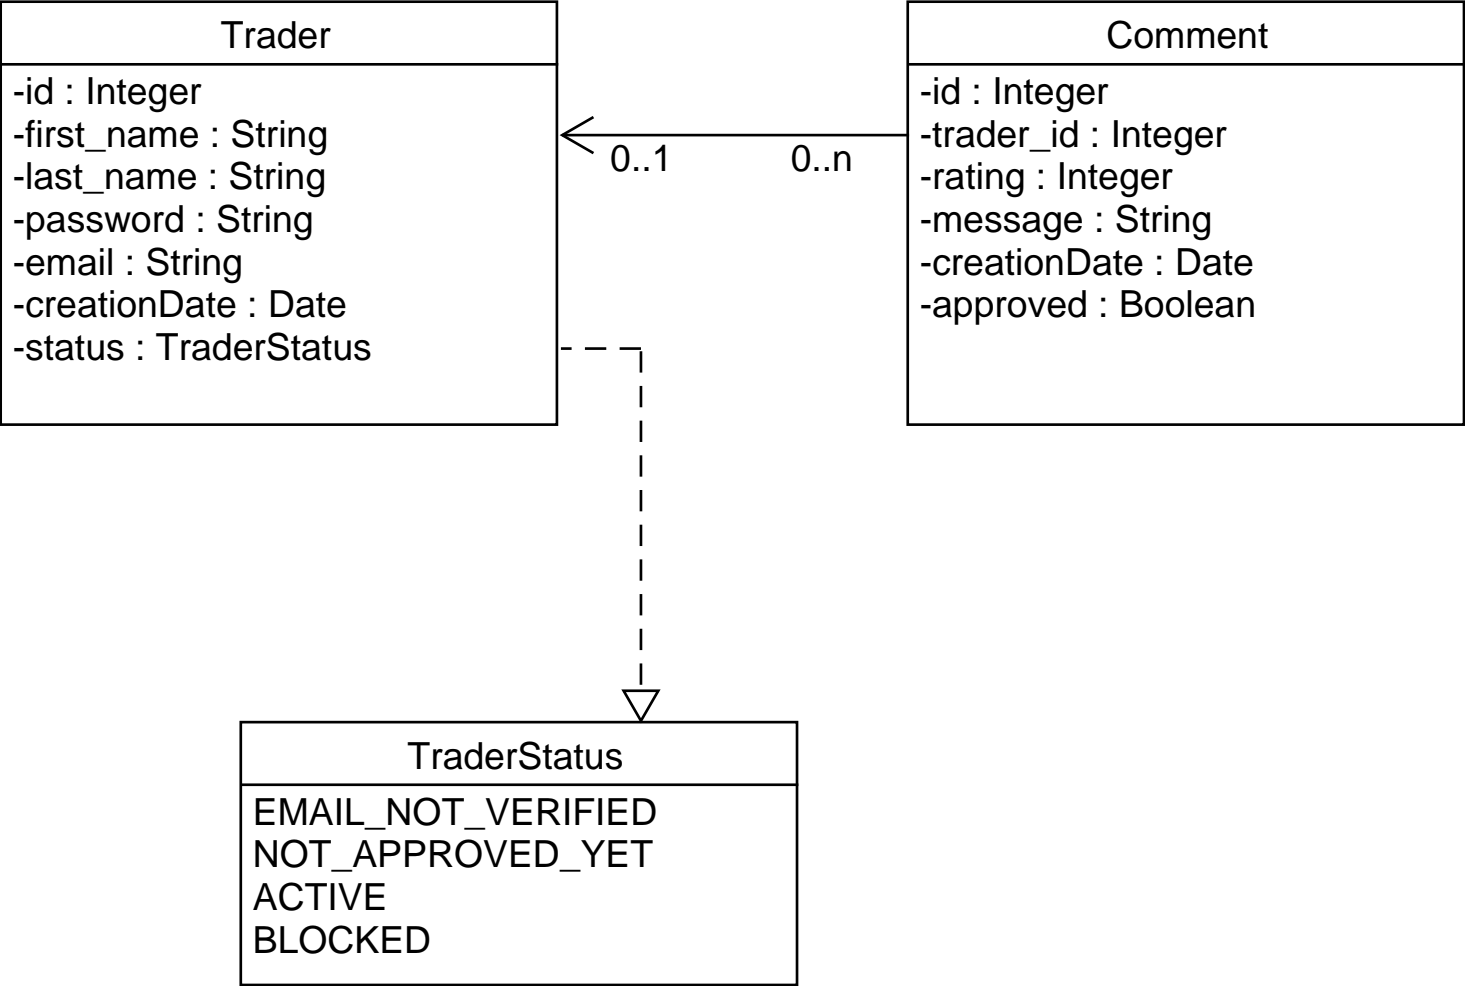 Trader
-id : Integer
-first_name : String
-last_name : String
-password : String
-email : String
-creationDate : Date
-status : TraderStatus
0..1
0..n
Comment
-id : Integer
-trader_id : Integer
-rating : Integer
-message : String
-creationDate : Date
-approved : Boolean
TraderStatus
EMAIL_NOT_VERIFIED
NOT_APPROVED_YET
ACTIVE
BLOCKED